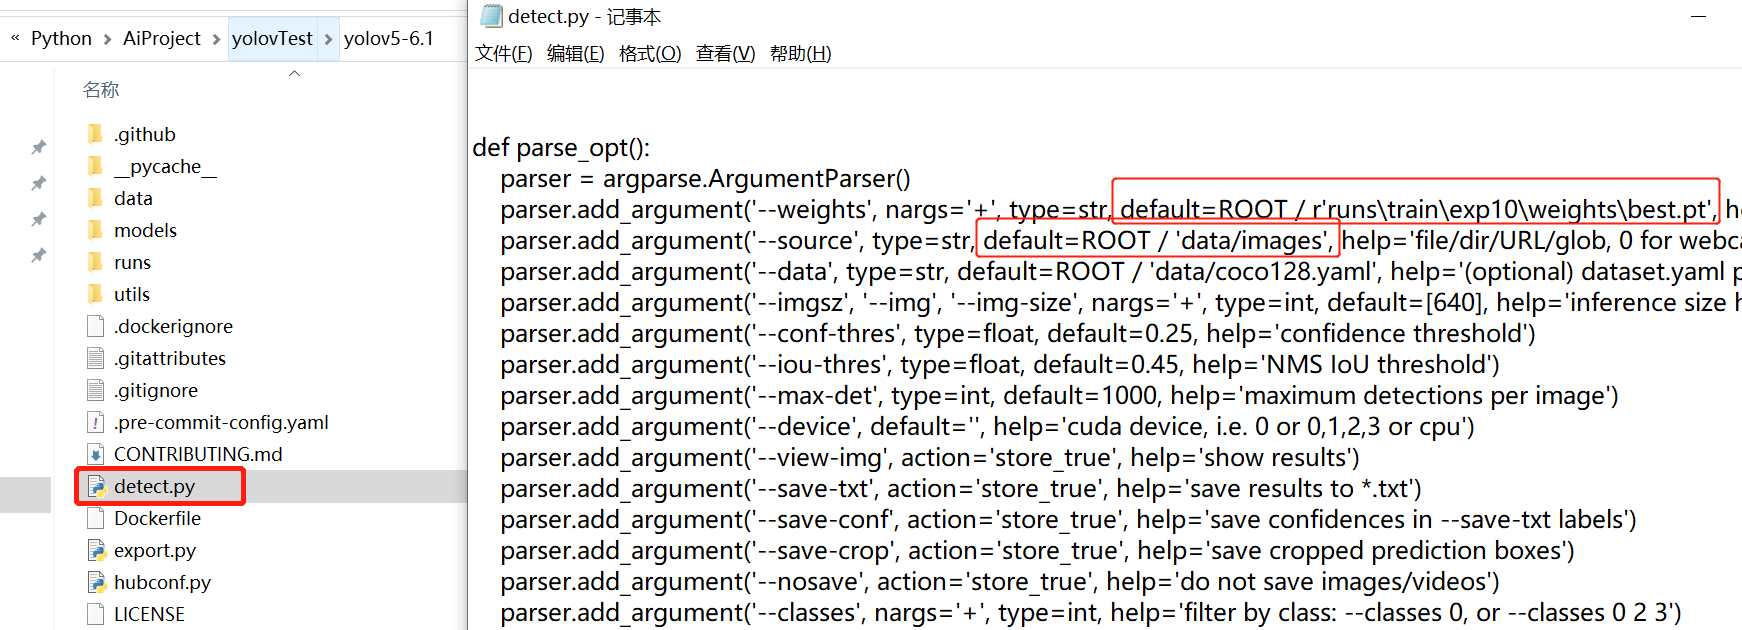 « Python > AiProject > yolovTest > yolov5-6.1
名称
.github
__pycache__
data
models
runs
utils
.dockerignore
.gitattributes
.gitignore
.pre-commit-config.yaml
CONTRIBUTING.md
detect.py
Dockerfile
export.py
hubconf.py
LICENSE
detect.py - 记事本
文件(F) 编辑(E) 格式(O) 查看(V) 帮助(H)
def parse_opt():
parser = argparse.ArgumentParser()
parser.add_argument('--weights', nargs='+', type=str, default=ROOT / r'runs\train\exp10\weights\best.pt', he
parser.add_argument('--source', type=str, default=ROOT / 'data/images', help='file/dir/URL/glob, 0 for webca
parser.add_argument('--data', type=str, default=ROOT / 'data/coco128.yaml', help='(optional) dataset.yaml p
parser.add_argument('--imgsz', '--img', '--img-size', nargs='+', type=int, default=[640], help='inference size h
parser.add_argument('--conf-thres', type=float, default=0.25, help='confidence threshold')
parser.add_argument('--iou-thres', type=float, default=0.45, help='NMS IoU threshold')
parser.add_argument('--max-det', type=int, default=1000, help='maximum detections per image')
parser.add_argument('--device', default='', help='cuda device, i.e. 0 or 0,1,2,3 or cpu')
parser.add_argument('--view-img', action='store_true', help='show results')
parser.add_argument('--save-txt', action='store_true', help='save results to *.txt')
parser.add_argument('--save-conf', action='store_true', help='save confidences in --save-txt labels')
parser.add_argument('--save-crop', action='store_true', help='save cropped prediction boxes')
parser.add_argument('--nosave', action='store_true', help='do not save images/videos')
parser.add_argument('--classes', nargs='+', type=int, help='filter by class: --classes 0, or --classes 0 2 3')